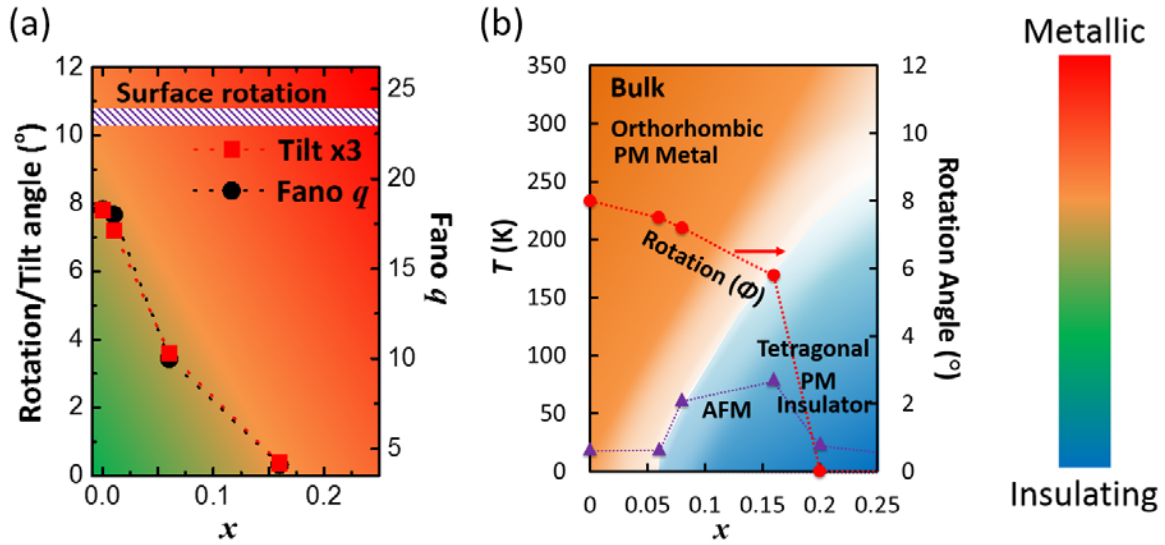 (a)
12
10
8
6
4
2
0
Rotation/Tilt angle (°)
Surface rotation
Tilt x3
Fano q
25
20
15
10
5
Fano q
0.0
0.1
0.2
x
(b)
350
300
250
200
150
100
50
0
T (K)
Bulk
Orthorhombic
PM Metal
Rotation (Φ)
Tetragonal
PM
Insulator
AFM
12
10
8
6
4
2
0
Rotation Angle (°)
0
0.05
0.1
0.15
0.2
0.25
x
Metallic
Insulating